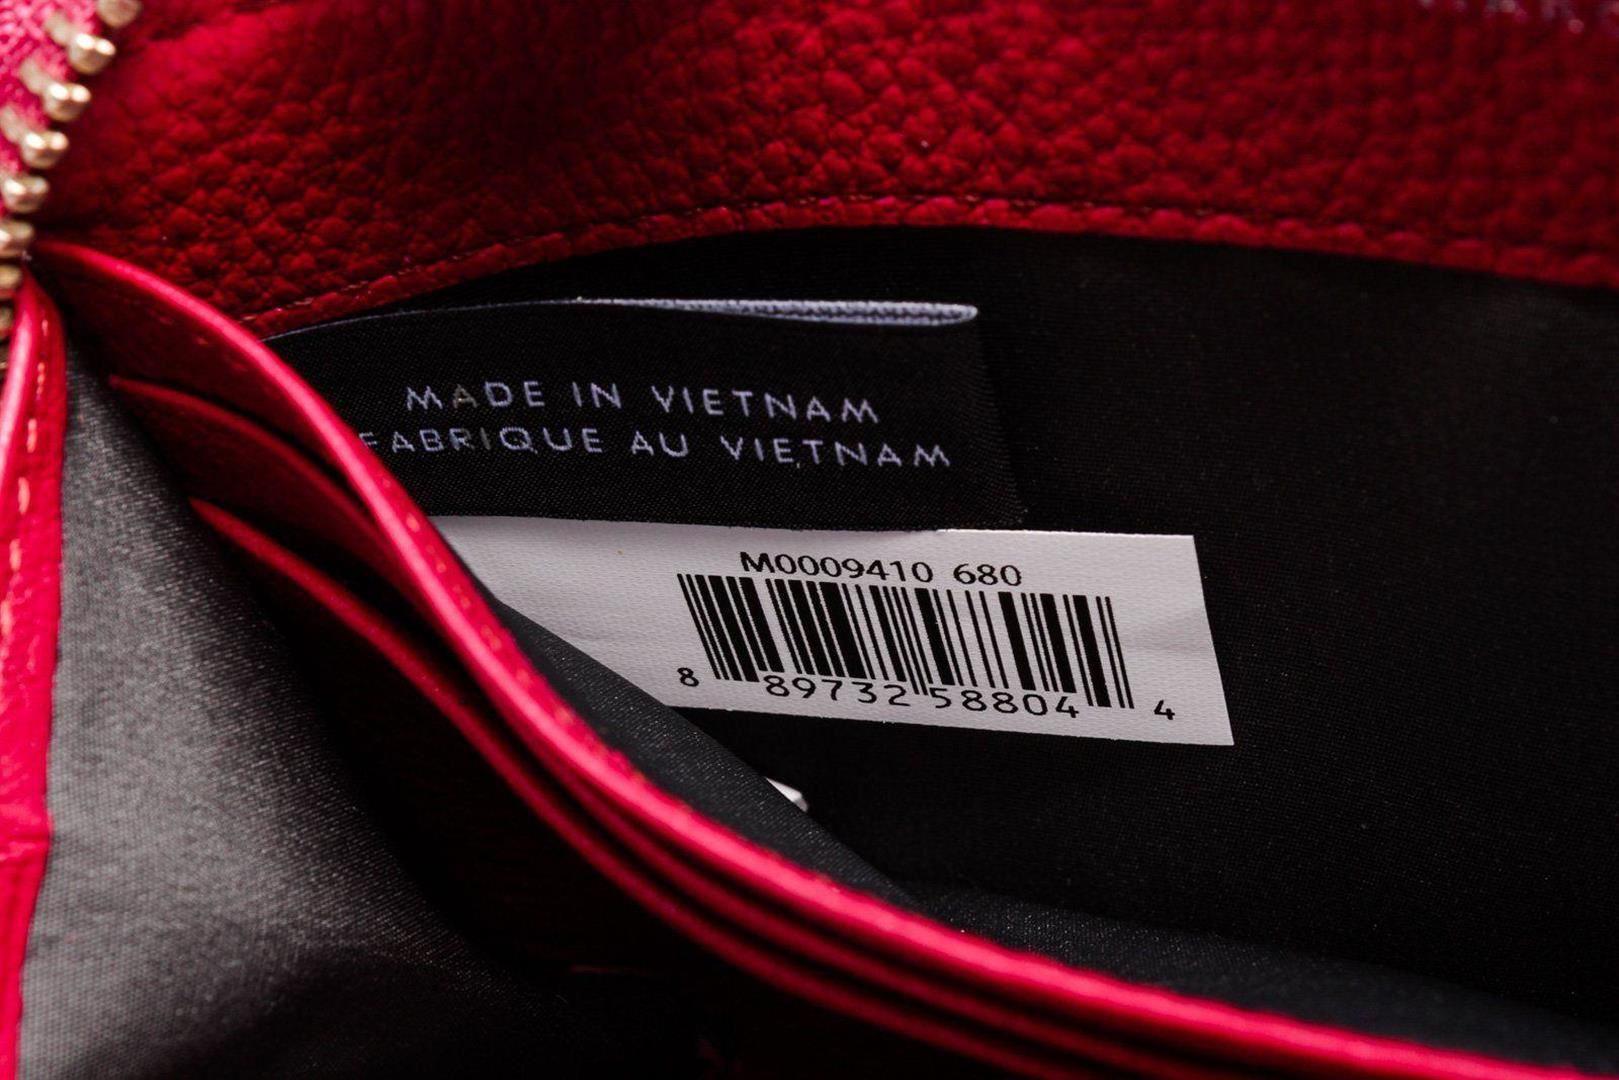 MADE IN VIETNAM
FABRIQUE AU VIETNAM
M0009410 680
8 89732 58804 4